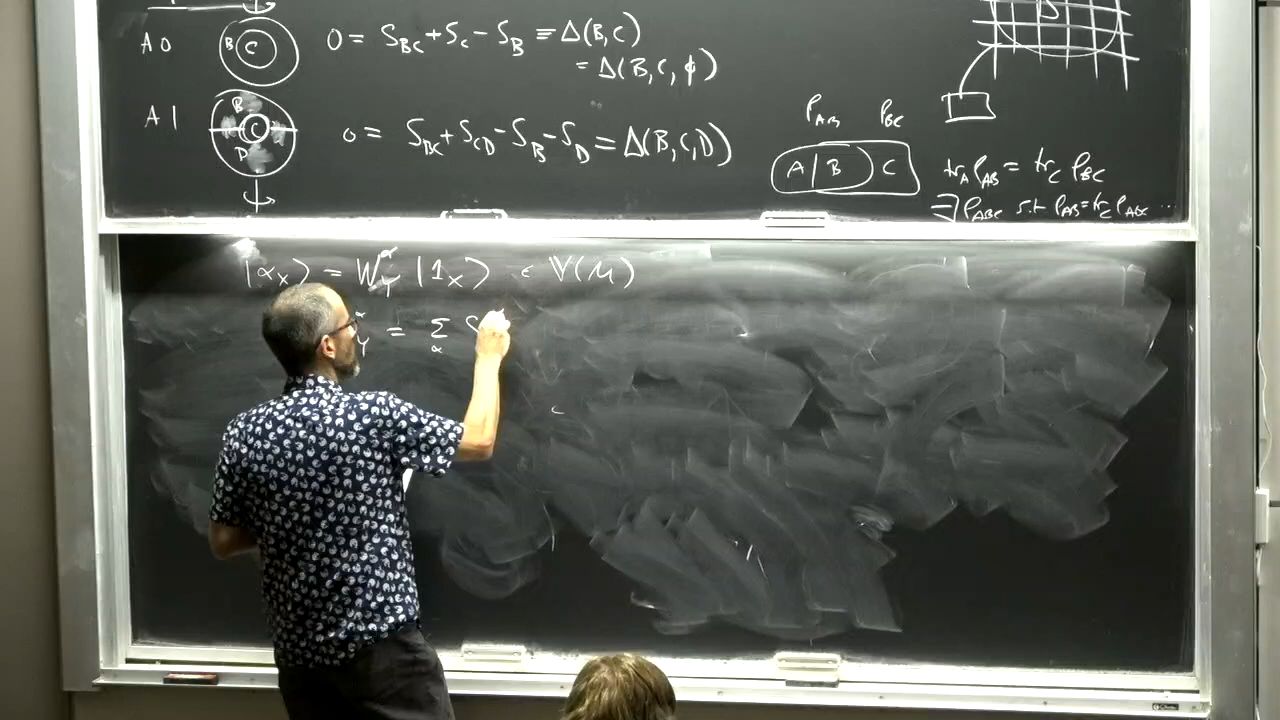 A0 B C 0 = S_BC + S_C - S_B ≡ Δ(B,C)
= Δ(B,C,ϕ)
A1 B C D 0 = S_BC + S_CD - S_B - S_D = Δ(B,C,D)
ρ_AB ρ_BC
A | B C
tr_A ρ_AB = tr_C ρ_BC
∃ ρ_ABC s.t ρ_AB = tr_C ρ_ABC ...
|α_X⟩ = W_Y^α |1_X⟩ ∈ 𝕍(M)
Y = Σ_α S